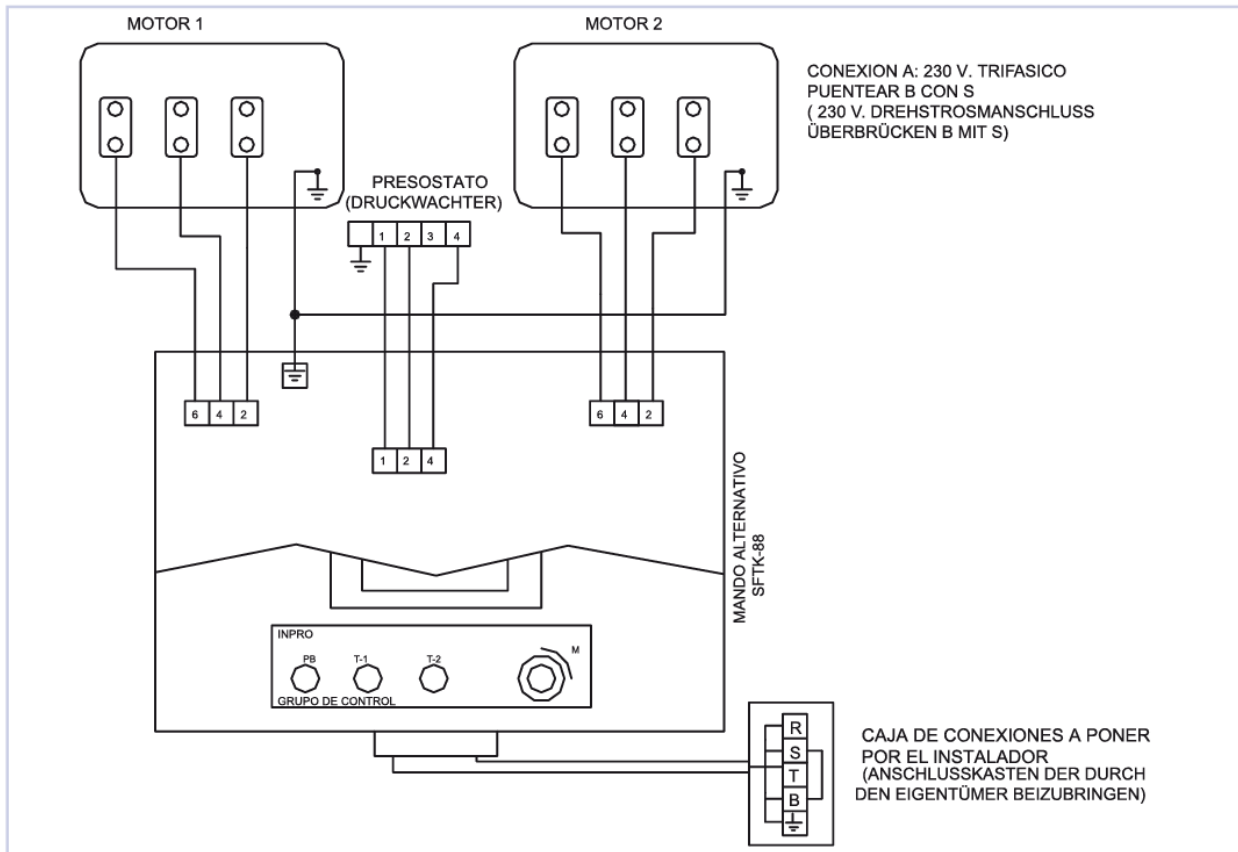 MOTOR 1
MOTOR 2
CONEXION A: 230 V. TRIFASICO
PUENTEAR B CON S
( 230 V. DREHSTROSMANSCHLUSS
ÜBERBRÜCKEN B MIT S)
PRESOSTATO
(DRUCKWACHTER)
1 2 3 4
6 4 2
6 4 2
1 2 4
MANDO ALTERNATIVO
SFTK-88
INPRO
PB T-1 T-2 M
GRUPO DE CONTROL
R
S
T
B
CAJA DE CONEXIONES A PONER
POR EL INSTALADOR
(ANSCHLUSSKASTEN DER DURCH
DEN EIGENTÜMER BEIZUBRINGEN)